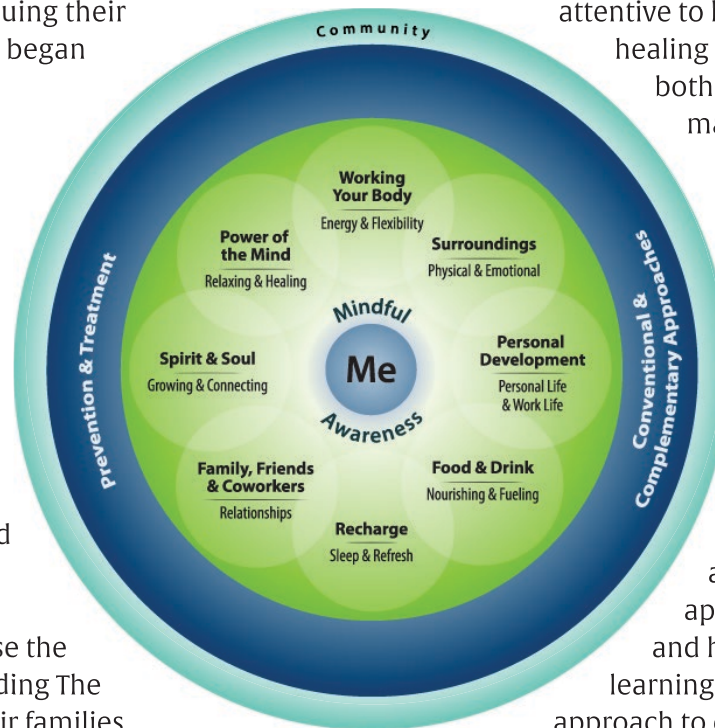 uing their
began
attentive to
healing
both
Community
Prevention & Treatment
Conventional &
Complementary Approaches
Working
Your Body
Energy & Flexibility
Surroundings
Physical & Emotional
Personal
Development
Personal Life
& Work Life
Food & Drink
Nourishing & Fueling
Recharge
Sleep & Refresh
Family, Friends
& Coworkers
Relationships
Spirit & Soul
Growing & Connecting
Power of
the Mind
Relaxing & Healing
Mindful
Me
Awareness
se the
ding The
ir families
and
learning
approach to